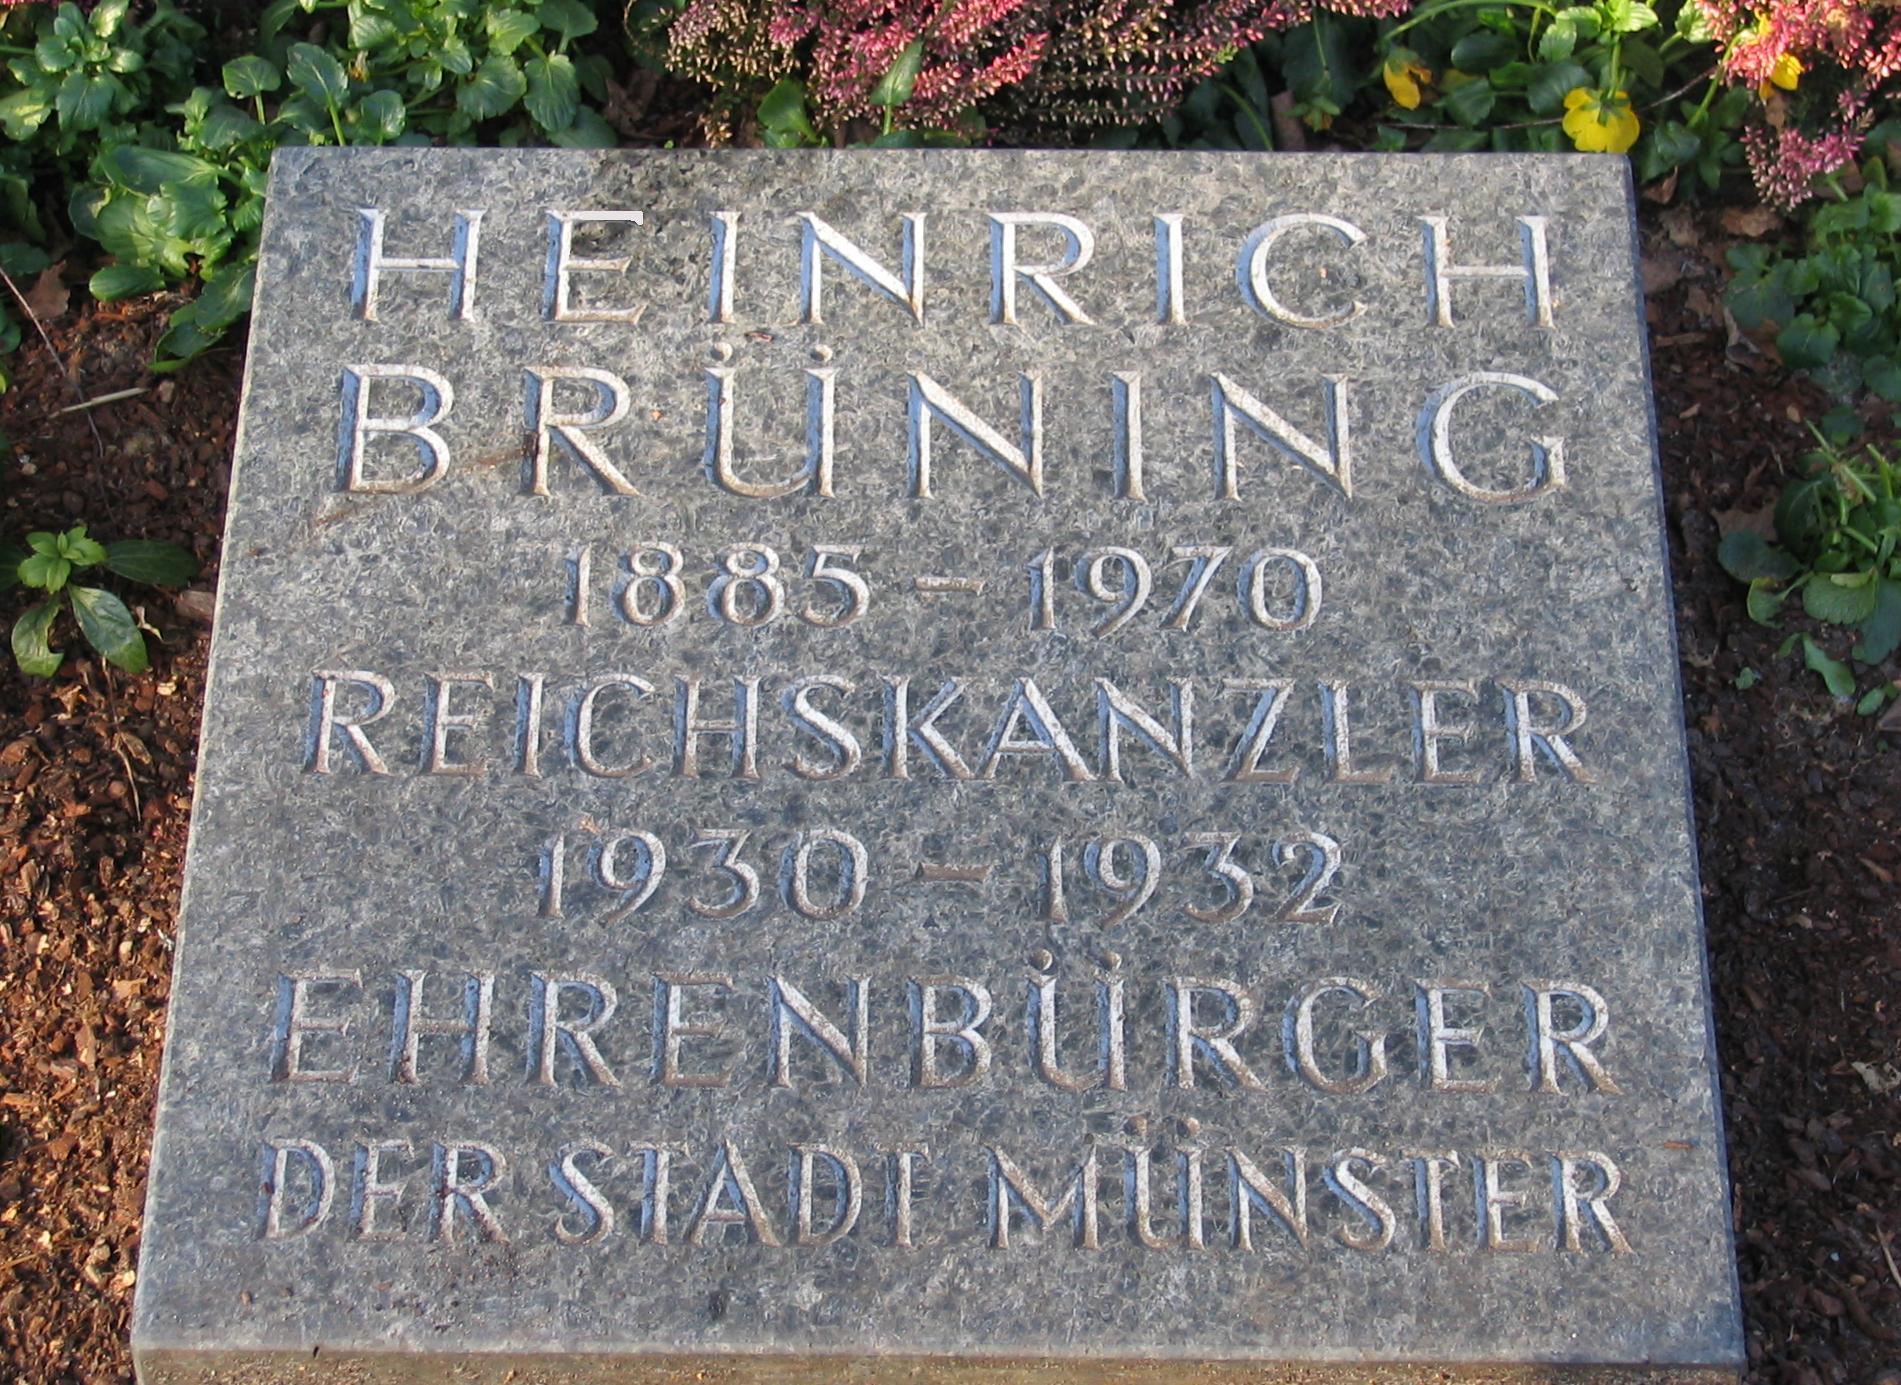 HEINRICH
BRÜNING
1885 - 1970
REICHSKANZLER
1930 - 1932
EHRENBÜRGER
DER STADT MÜNSTER